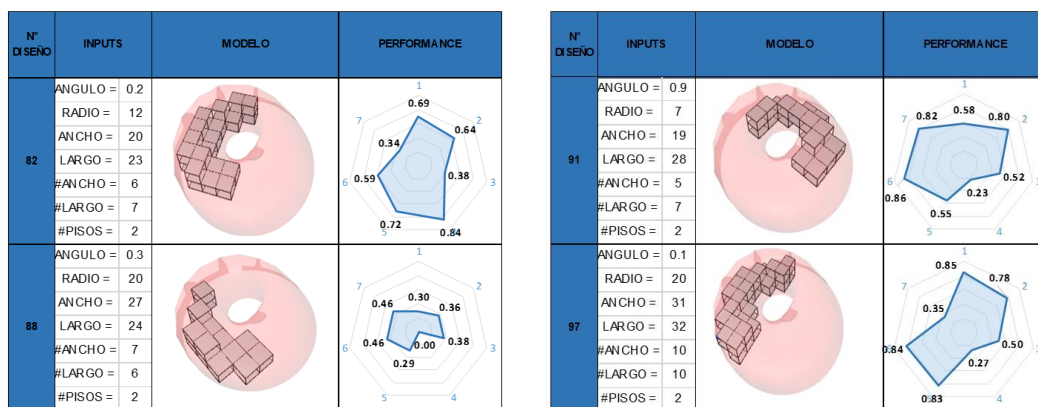 N° DISEÑO INPUTS MODELO PERFORMANCE
82
ANGULO = 0.2
RADIO = 12
ANCHO = 20
LARGO = 23
#ANCHO = 6
#LARGO = 7
#PISOS = 2
1
0.69
7 2
0.64
0.34
0.38
3
0.59
6
0.72
0.84
5 4
88
ANGULO = 0.3
RADIO = 20
ANCHO = 27
LARGO = 24
#ANCHO = 7
#LARGO = 6
#PISOS = 2
1
7 2
0.46 0.30 0.36
0.46 0.00 0.38
6 3
0.29
5 4
N° DISEÑO INPUTS MODELO PERFORMANCE
91
ANGULO = 0.9
RADIO = 7
ANCHO = 19
LARGO = 28
#ANCHO = 5
#LARGO = 7
#PISOS = 2
1
0.82 0.58 0.80
7 2
0.52
6 3
0.86 0.23
0.55
5 4
97
ANGULO = 0.1
RADIO = 20
ANCHO = 31
LARGO = 32
#ANCHO = 10
#LARGO = 10
#PISOS = 2
1
0.85
0.78
7 2
0.35
0.50
0.84 3
0.27
0.83 4